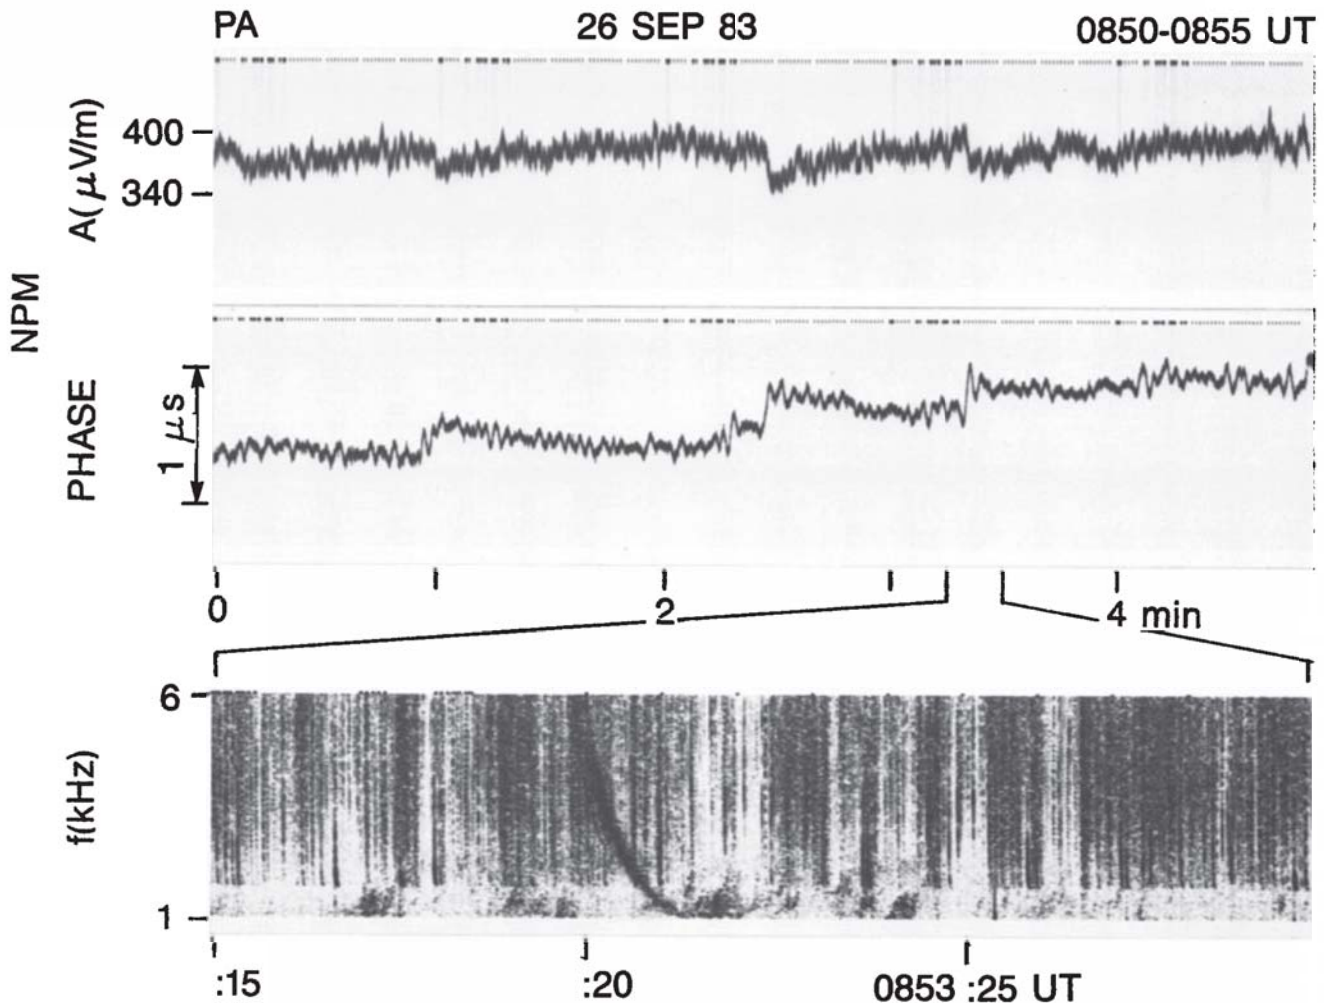 PA 26 SEP 83 0850-0855 UT
A(μV/m)
400
340
NPM
PHASE
1 μs
0 2 4 min
f(kHz)
6
1
:15 :20 0853 :25 UT